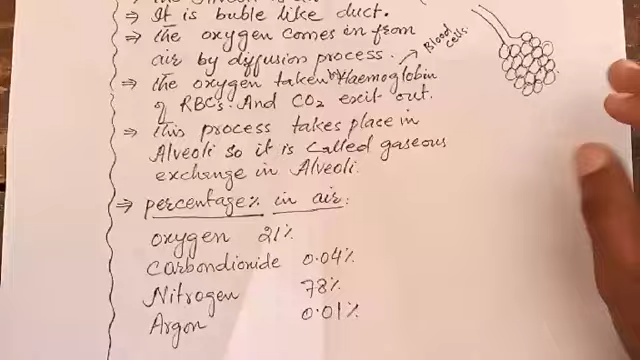 ⇒ It is buble like duct.
⇒ the oxygen comes in from
air by diffusion process.
Blood
cells.
⇒ the oxygen taken by Haemoglobin
of RBCs. And CO2 exit out.
⇒ this process takes place in
Alveoli so it is called gaseous
exchange in Alveoli.
⇒ percentage% in air:
oxygen 21%
Carbondioxide 0.04%
Nitrogen 78%
Argon 0.01%